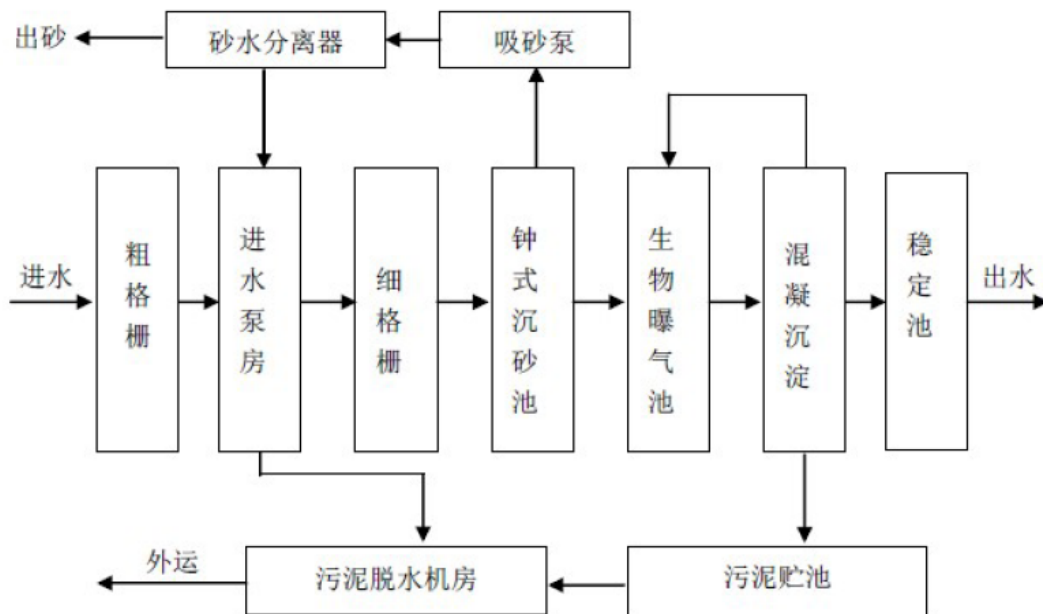 出砂
砂水分离器
吸砂泵
进水
粗格栅
进水泵房
细格栅
钟式沉砂池
生物曝气池
混凝沉淀
稳定池
出水
外运
污泥脱水机房
污泥贮池